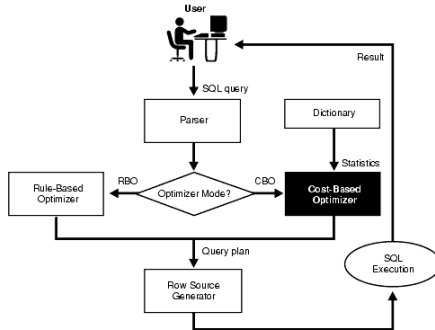 User
Result
SQL query
Parser
Dictionary
Statistics
RBO
CBO
Rule-Based
Optimizer
Optimizer Mode?
Cost-Based
Optimizer
Query plan
SQL
Execution
Row Source
Generator